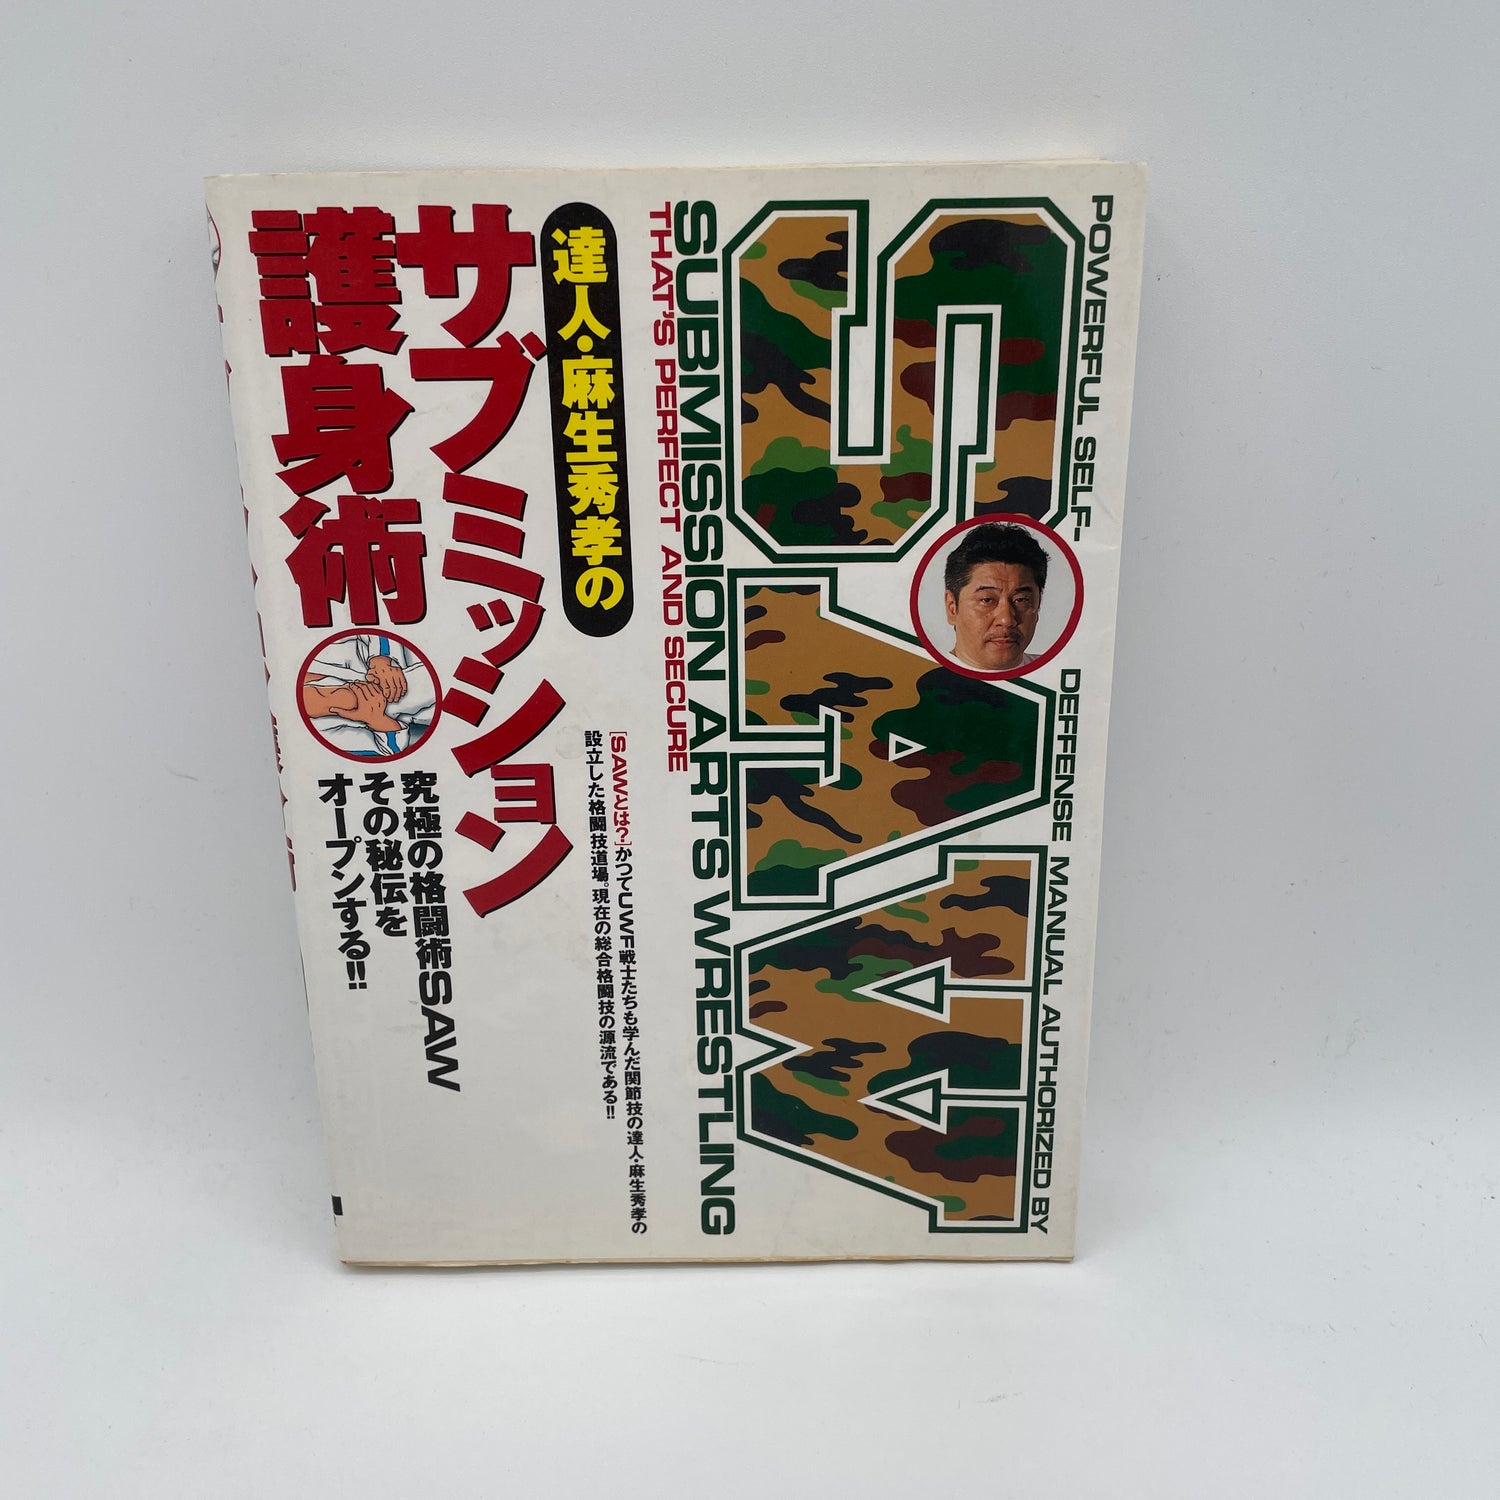 POWERFUL SELF-DEFFENSE MANUAL AUTHORIZED BY
SAW
SUBMISSION ARTS WRESTLING
THAT'S PERFECT AND SECURE
達人・麻生秀孝の
サブミッション
護身術
[SAWとは?]かつてUWF戦士たちも学んだ関節技の達人・麻生秀孝の
設立した格闘技道場。現在の総合格闘技の源流である!!
究極の格闘術SAW
その秘伝を
オープンする!!